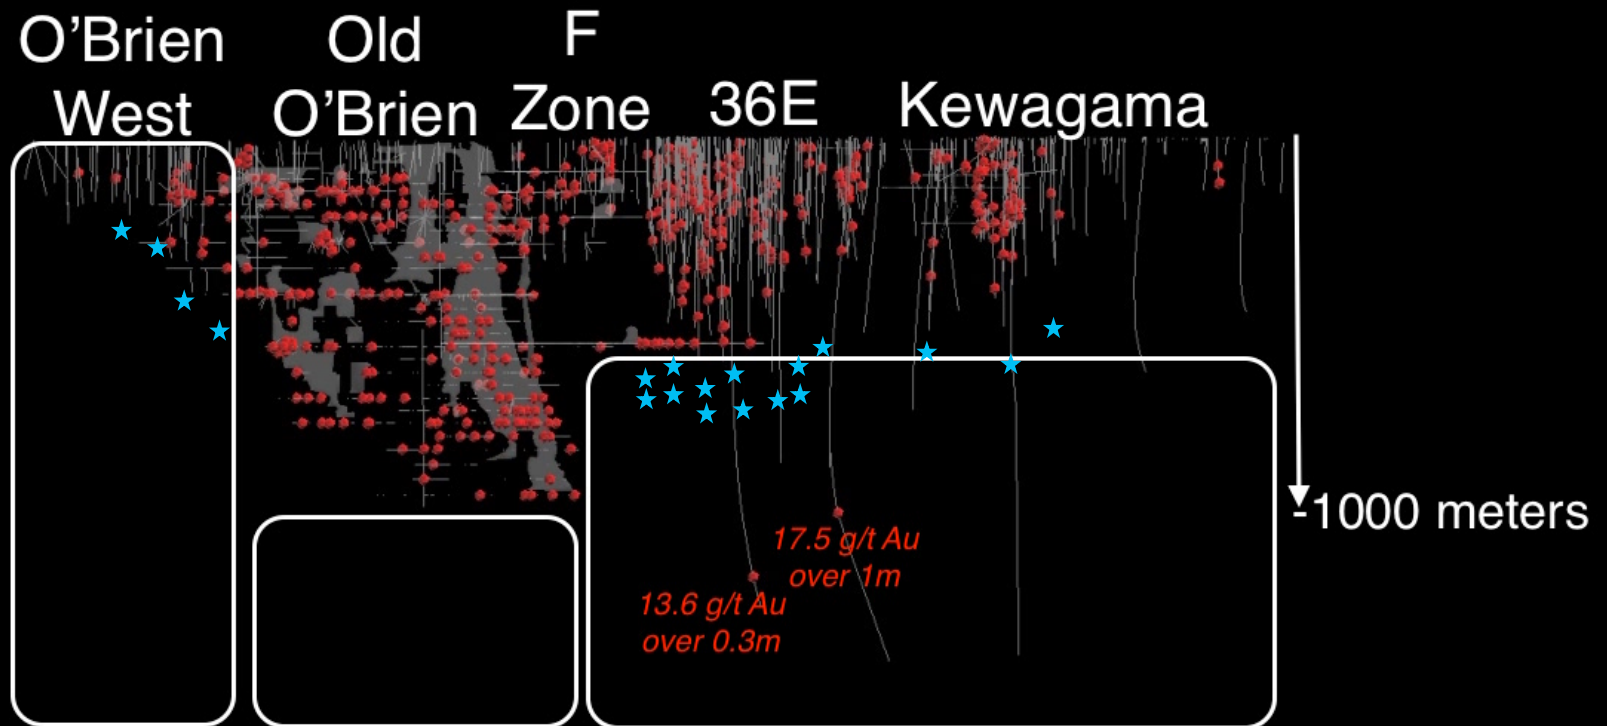 O'Brien
West
Old
O'Brien
F
Zone
36E
Kewagama
-1000 meters
17.5 g/t Au
over 1m
13.6 g/t Au
over 0.3m